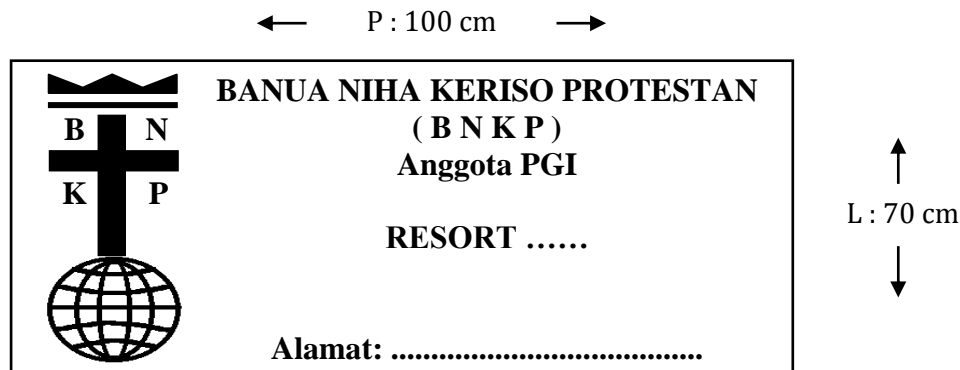 P : 100 cm
BANUA NIHA KERISO PROTESTAN
( B N K P )
Anggota PGI
B N
K P
RESORT ......
L : 70 cm
Alamat: .......................................